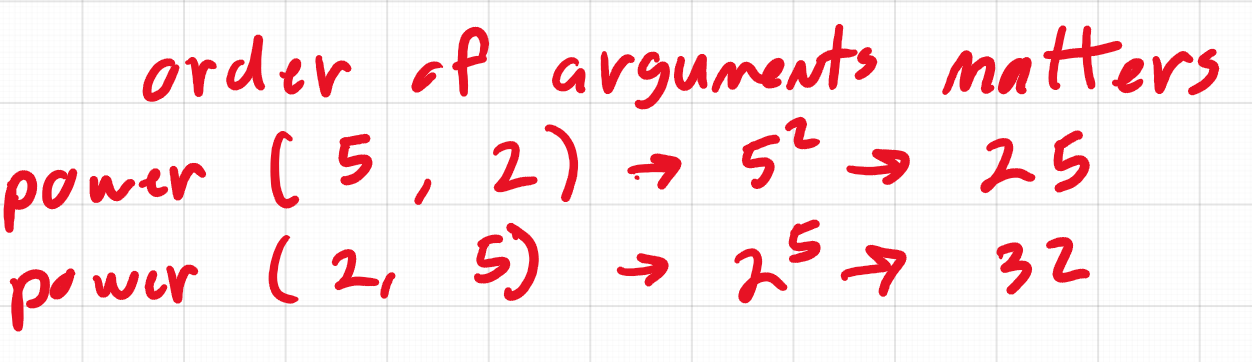 order of arguments matters
power ( 5 , 2) → 5² → 25
power ( 2, 5) → 2⁵ → 32